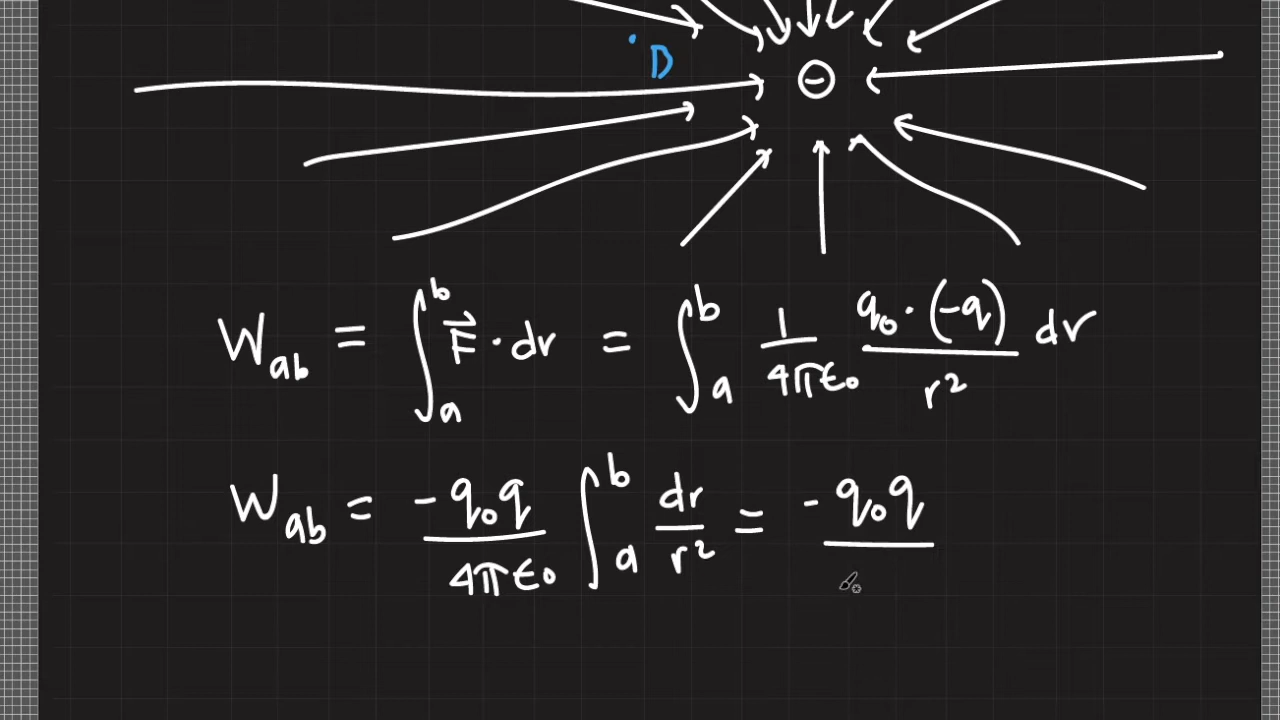 D
⊖
W_ab = ∫_a^b F⃗ · dr = ∫_a^b 1/(4πε₀) q₀·(-q)/r² dr
W_ab = -q₀q/(4πε₀) ∫_a^b dr/r² = -q₀q/